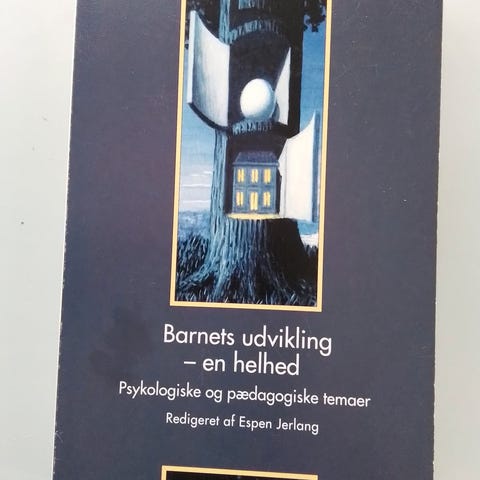 Barnets udvikling
– en helhed
Psykologiske og pædagogiske temaer
Redigeret af Espen Jerlang